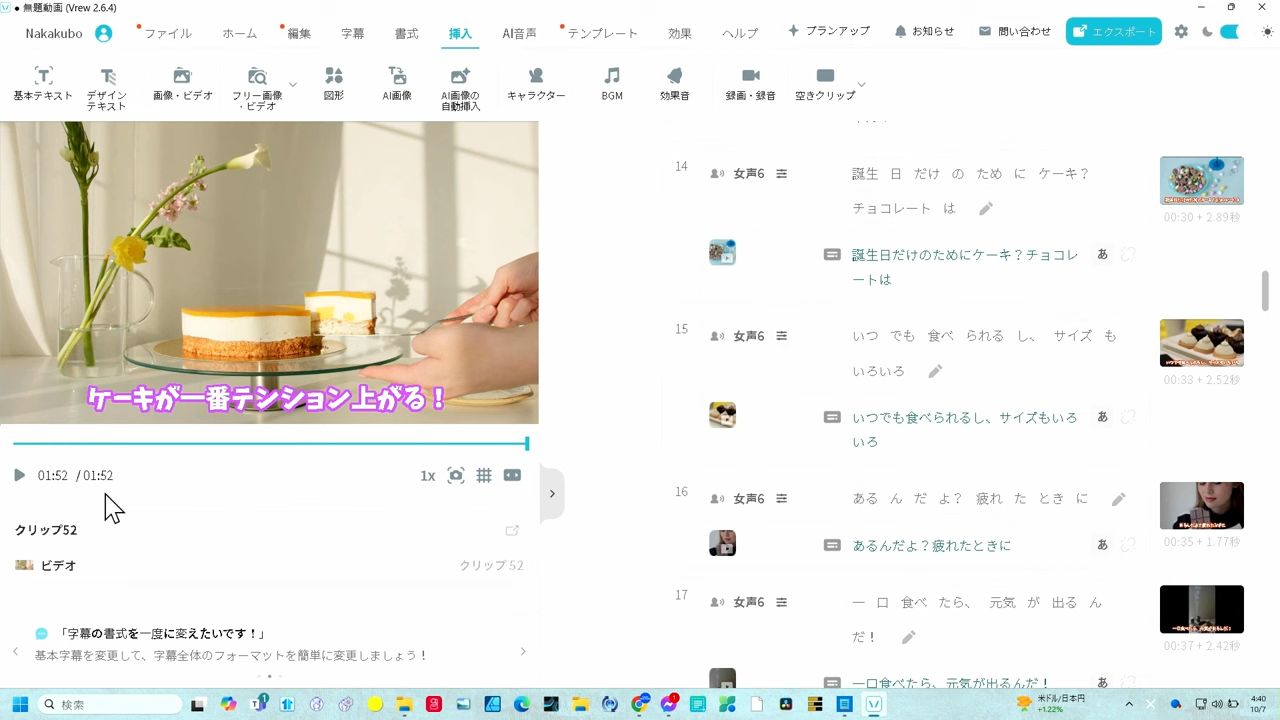 ● 無題動画 (Vrew 2.6.4)
Nakakubo ファイル ホーム 編集 字幕 書式 挿入 AI音声 テンプレート 効果 ヘルプ プランアップ お知らせ 問い合わせ エクスポート
基本テキスト デザイン テキスト 画像・ビデオ フリー画像 ・ビデオ 図形 AI画像 AI画像の 自動挿入 キャラクター BGM 効果音 録画・録音 空きクリップ
ケーキが一番テンション上がる！
01:52 / 01:52 1x
クリップ52
ビデオ クリップ 52
「字幕の書式を一度に変えたいです！」
基本字幕を変更して、字幕全体のフォーマットを簡単に変更しましょう！
14 女声6 誕生 日 だけ の ため に ケーキ？
チョコレート は
00:30 + 2.89秒
誕生日だけのためにケーキ？チョコレ あ
ートは
15 女声6 いつ でも 食べ られる し、 サイズ も
いろいろ
00:33 + 2.52秒
いつでも食べられるし、サイズもいろ あ
いろ
16 女声6 ある ん だ よ？ 疲れ た とき に
00:35 + 1.77秒
あるんだよ？疲れたときに あ
17 女声6 一 口 食べ たら、 元気 が 出る ん
だ！
00:37 + 2.42秒
一口食べたら、元気が出るんだ！ あ
検索
米ドル/日本円
+1.22%
4:40
10/7